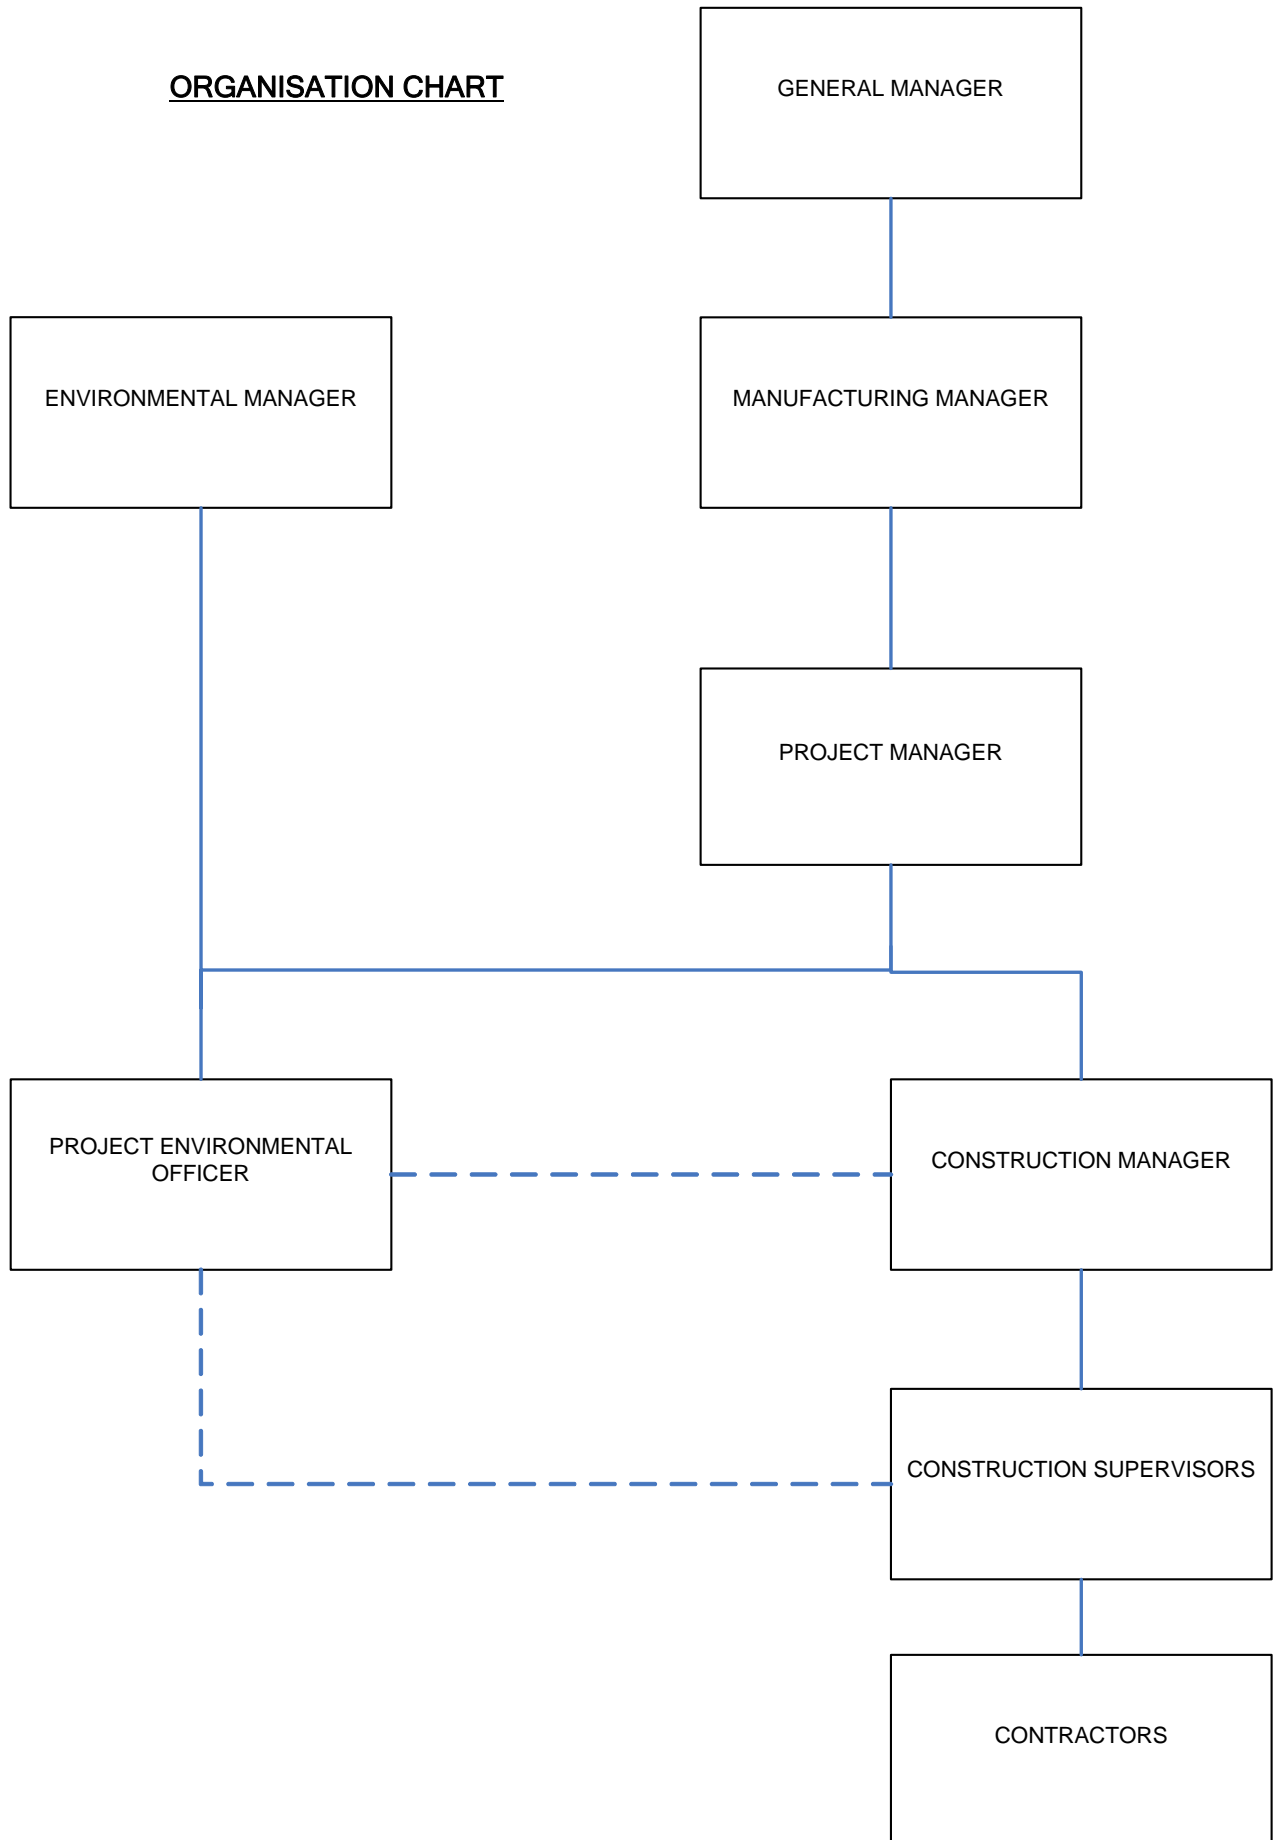 ORGANISATION CHART
GENERAL MANAGER
ENVIRONMENTAL MANAGER
MANUFACTURING MANAGER
PROJECT MANAGER
PROJECT ENVIRONMENTAL
OFFICER
CONSTRUCTION MANAGER
CONSTRUCTION SUPERVISORS
CONTRACTORS